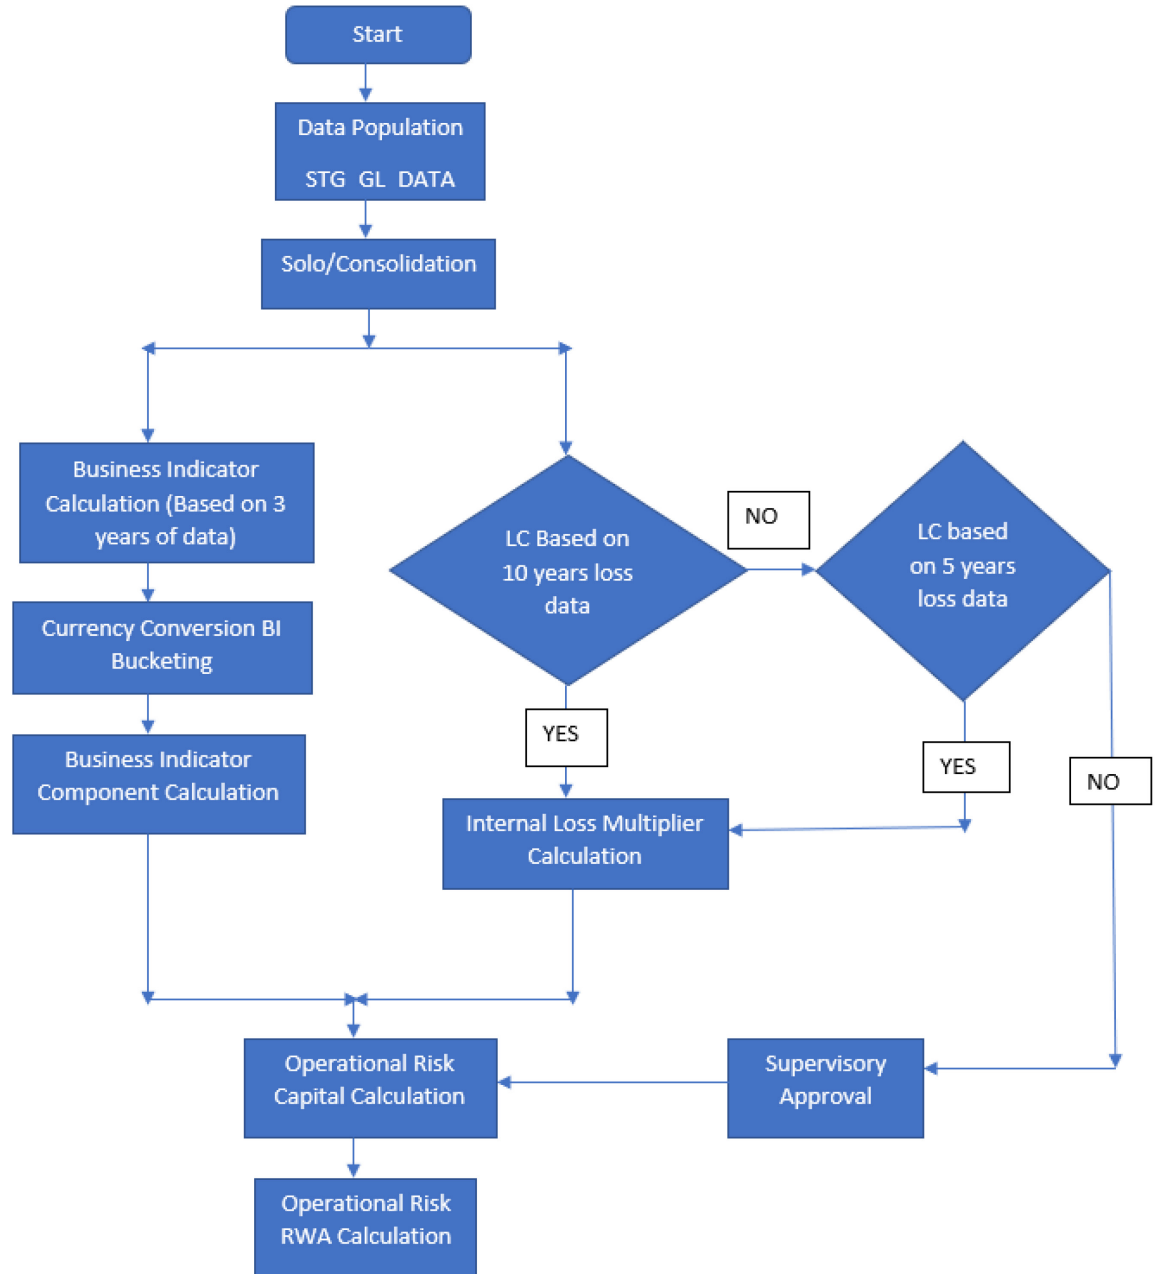 Start
Data Population
STG GL DATA
Solo/Consolidation
Business Indicator
Calculation (Based on 3
years of data)
LC Based on
10 years loss
data
NO
LC based
on 5 years
loss data
Currency Conversion BI
Bucketing
YES
YES
NO
Business Indicator
Component Calculation
Internal Loss Multiplier
Calculation
Operational Risk
Capital Calculation
Supervisory
Approval
Operational Risk
RWA Calculation